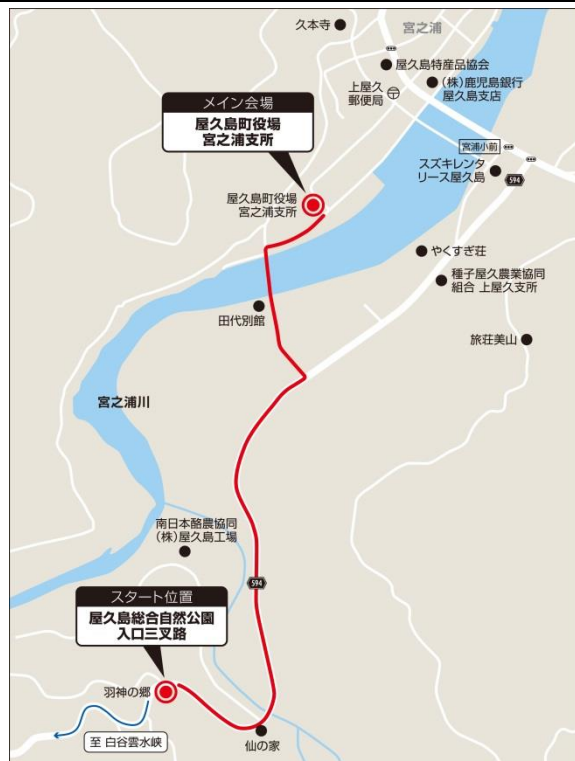 久本寺
宮之浦
屋久島特産品協会
(株)鹿児島銀行
屋久島支店
上屋久
郵便局
メイン会場
屋久島町役場
宮之浦支所
宮浦小前
スズキレンタ
リース屋久島
594
屋久島町役場
宮之浦支所
やくすぎ荘
種子屋久農業協同
組合 上屋久支所
田代別館
旅荘美山
宮之浦川
南日本酪農協同
(株)屋久島工場
594
スタート位置
屋久島総合自然公園
入口三叉路
羽神の郷
仙の家
至 白谷雲水峡